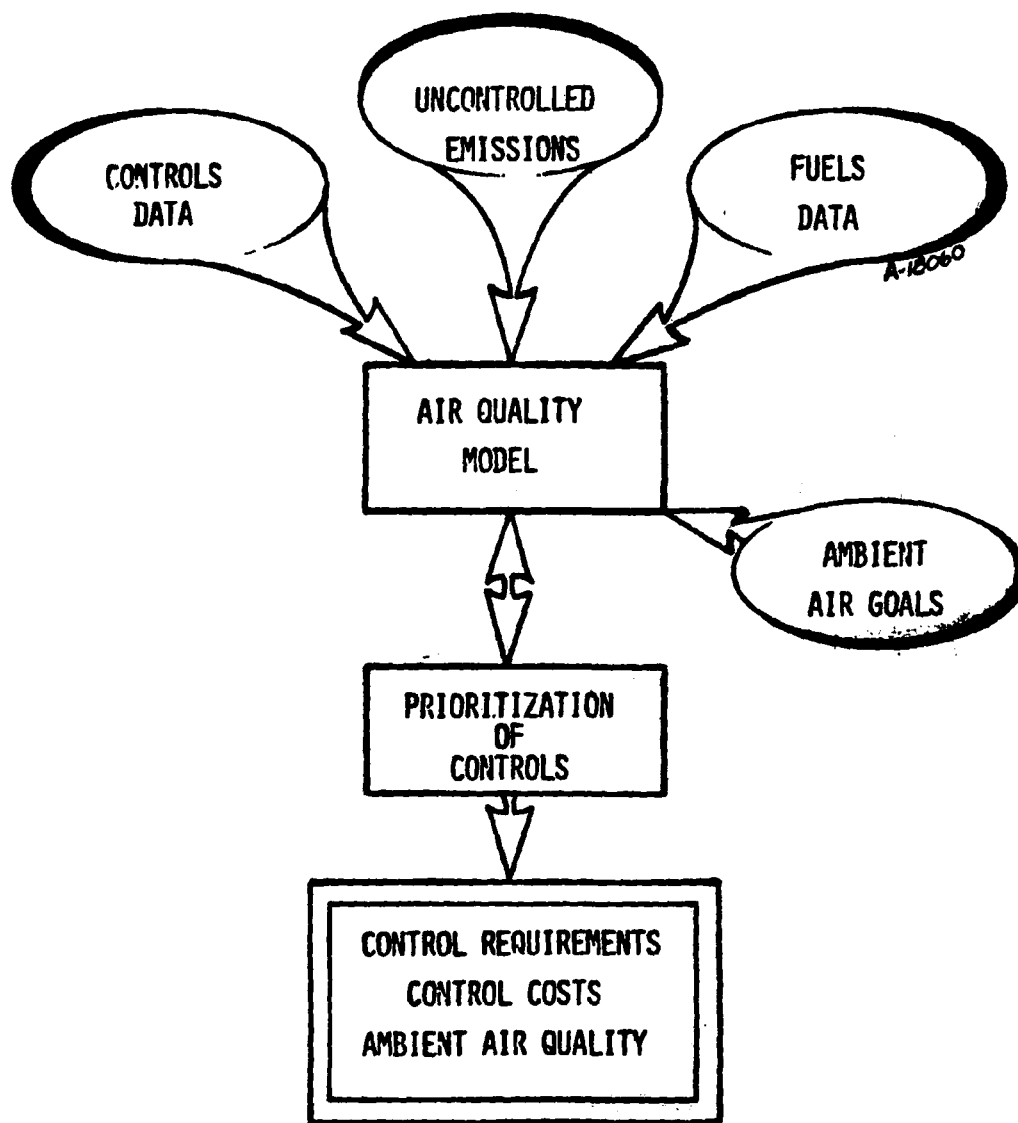 UNCONTROLLED
EMISSIONS
CONTROLS
DATA
FUELS
DATA
A-18060
AIR QUALITY
MODEL
AMBIENT
AIR GOALS
PRIORITIZATION
OF
CONTROLS
CONTROL REQUIREMENTS
CONTROL COSTS
AMBIENT AIR QUALITY